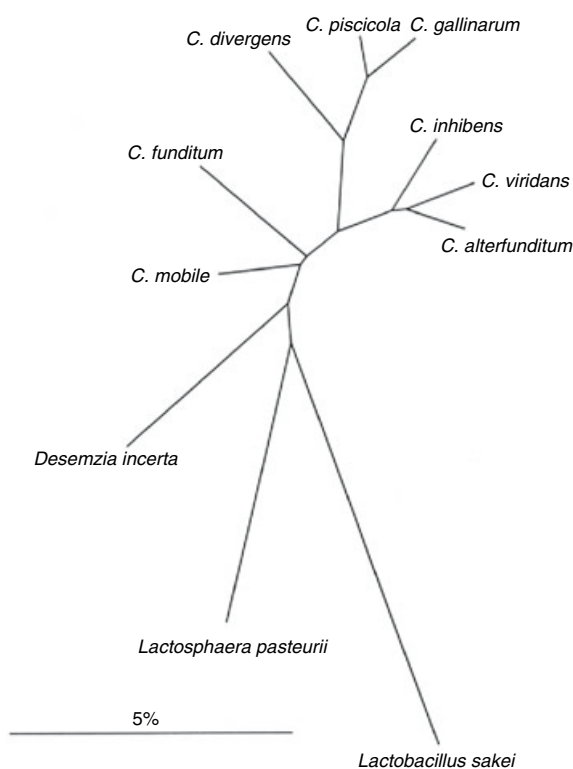 C. piscicola C. gallinarum
C. divergens
C. inhibens
C. funditum
C. viridans
C. alterfunditum
C. mobile
Desemzia incerta
Lactosphaera pasteurii
5%
Lactobacillus sakei